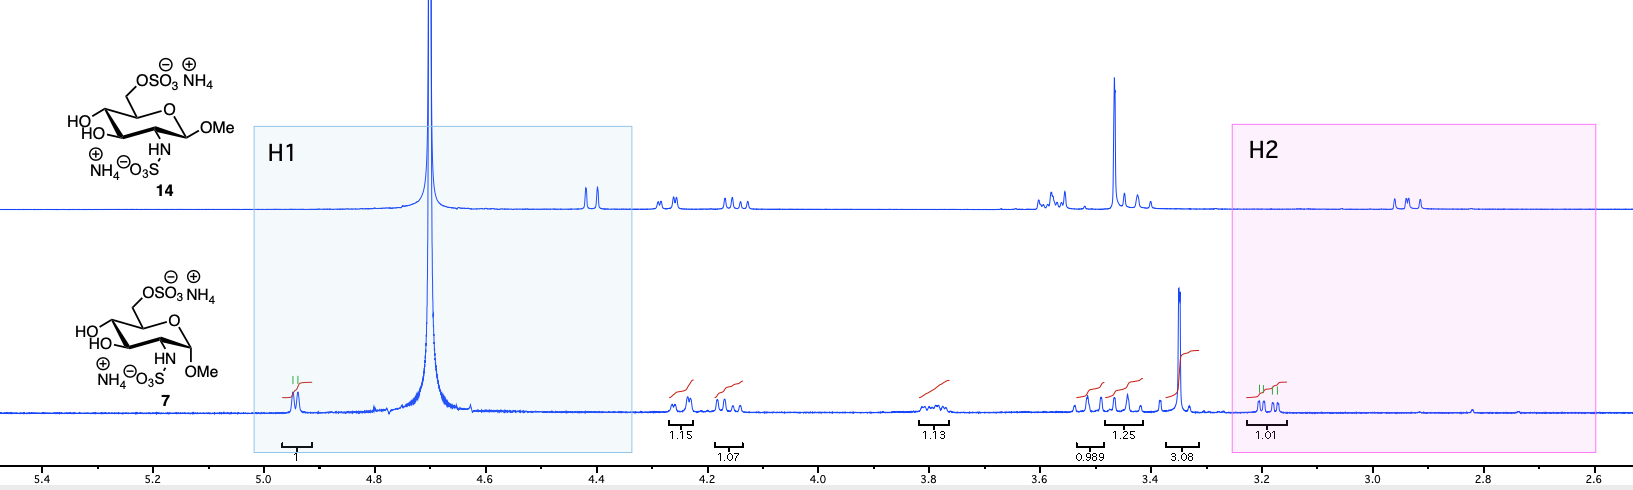 ⊖ ⊕
OSO₃ NH₄
HO
O
HO
OMe
HN
⊕ ⊖
NH₄ O₃S
14
H1
H2
⊖ ⊕
OSO₃ NH₄
HO
O
HO
HN
OMe
⊕ ⊖
NH₄ O₃S
7
1
1.15
1.07
1.13
0.989
1.25
3.08
1.01
5.4 5.2 5.0 4.8 4.6 4.4 4.2 4.0 3.8 3.6 3.4 3.2 3.0 2.8 2.6